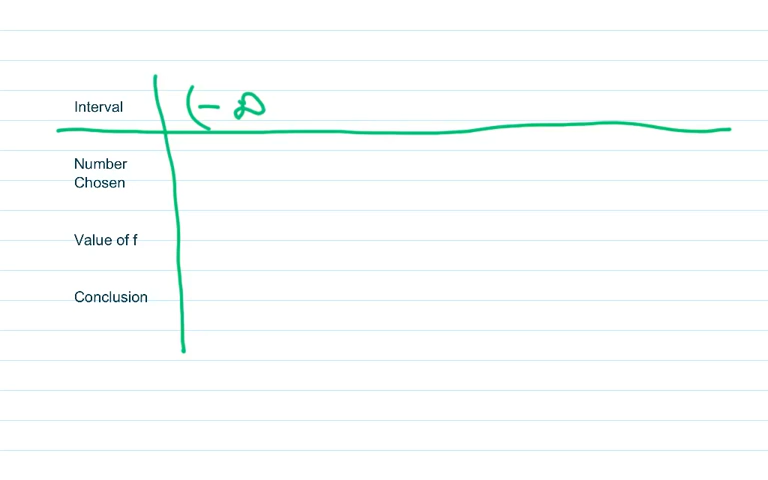 Interval (-∞
Number
Chosen
Value of f
Conclusion